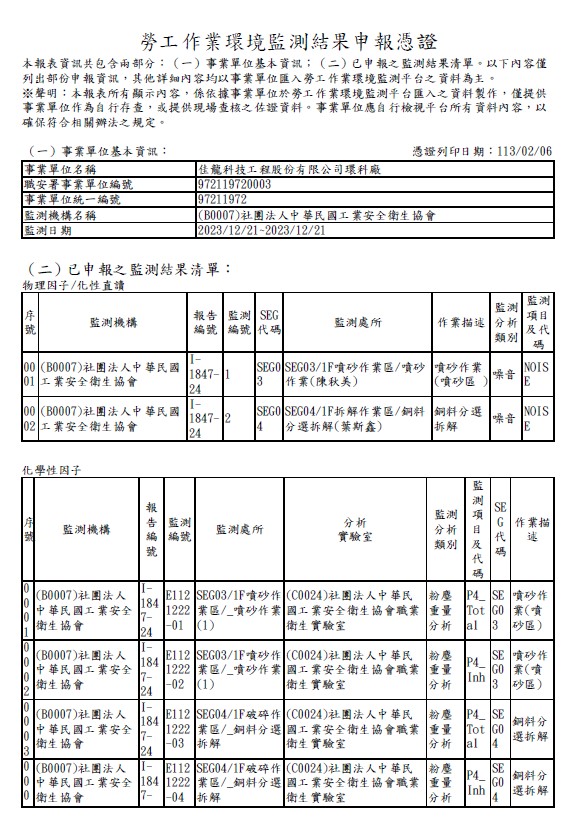 勞工作業環境監測結果申報憑證
本報表資訊共包含兩部分：(一)事業單位基本資訊；(二)已申報之監測結果清單。以下內容僅
列出部份申報資訊，其他詳細內容均以事業單位匯入勞工作業環境監測平台之資料為主。
※聲明：本報表所有顯示內容，係依據事業單位於勞工作業環境監測平台匯入之資料製作，僅提供
事業單位作為自行存查，或提供現場查核之佐證資料。事業單位應自行檢視平台所有資料內容，以
確保符合相關辦法之規定。
(一)事業單位基本資訊： 憑證列印日期：113/02/06
事業單位名稱 佳龍科技工程股份有限公司環科廠
職安署事業單位編號 972119720003
事業單位統一編號 97211972
監測機構名稱 (B0007)社團法人中華民國工業安全衛生協會
監測日期 2023/12/21~2023/12/21
(二)已申報之監測結果清單：
物理因子/化性直讀
序號 監測機構 報告編號 監測編號 SEG代碼 監測處所 作業描述 監測分析類別 監測項目及代碼
0001 (B0007)社團法人中華民國工業安全衛生協會 I-1847-24 1 SEG03 SEG03/1F噴砂作業區/噴砂作業(陳秋美) 噴砂作業(噴砂區 ) 噪音 NOISE
0002 (B0007)社團法人中華民國工業安全衛生協會 I-1847-24 2 SEG04 SEG04/1F拆解作業區/銅料分選拆解(葉斯鑫) 銅料分選拆解 噪音 NOISE
化學性因子
序號 監測機構 報告編號 監測編號 監測處所 分析實驗室 監測分析類別 監測項目及代碼 SEG代碼 作業描述
0001 (B0007)社團法人中華民國工業安全衛生協會 I-1847-24 E1121222-01 SEG03/1F噴砂作業區/_噴砂作業(1) (C0024)社團法人中華民國工業安全衛生協會職業衛生實驗室 粉塵重量分析 P4_Total SEG03 噴砂作業(噴砂區)
0002 (B0007)社團法人中華民國工業安全衛生協會 I-1847-24 E1121222-02 SEG03/1F噴砂作業區/_噴砂作業(1) (C0024)社團法人中華民國工業安全衛生協會職業衛生實驗室 粉塵重量分析 P4_Inh SEG03 噴砂作業(噴砂區)
0003 (B0007)社團法人中華民國工業安全衛生協會 I-1847-24 E1121222-03 SEG04/1F破碎作業區/_銅料分選拆解 (C0024)社團法人中華民國工業安全衛生協會職業衛生實驗室 粉塵重量分析 P4_Total SEG04 銅料分選拆解
000 (B0007)社團法人中華民國工業安全衛生協會 I-1847- E1121222-04 SEG04/1F破碎作業區/_銅料分選拆解 (C0024)社團法人中華民國工業安全衛生協會職業衛生實驗室 粉塵重量分析 P4_Inh SEG04 銅料分選拆解